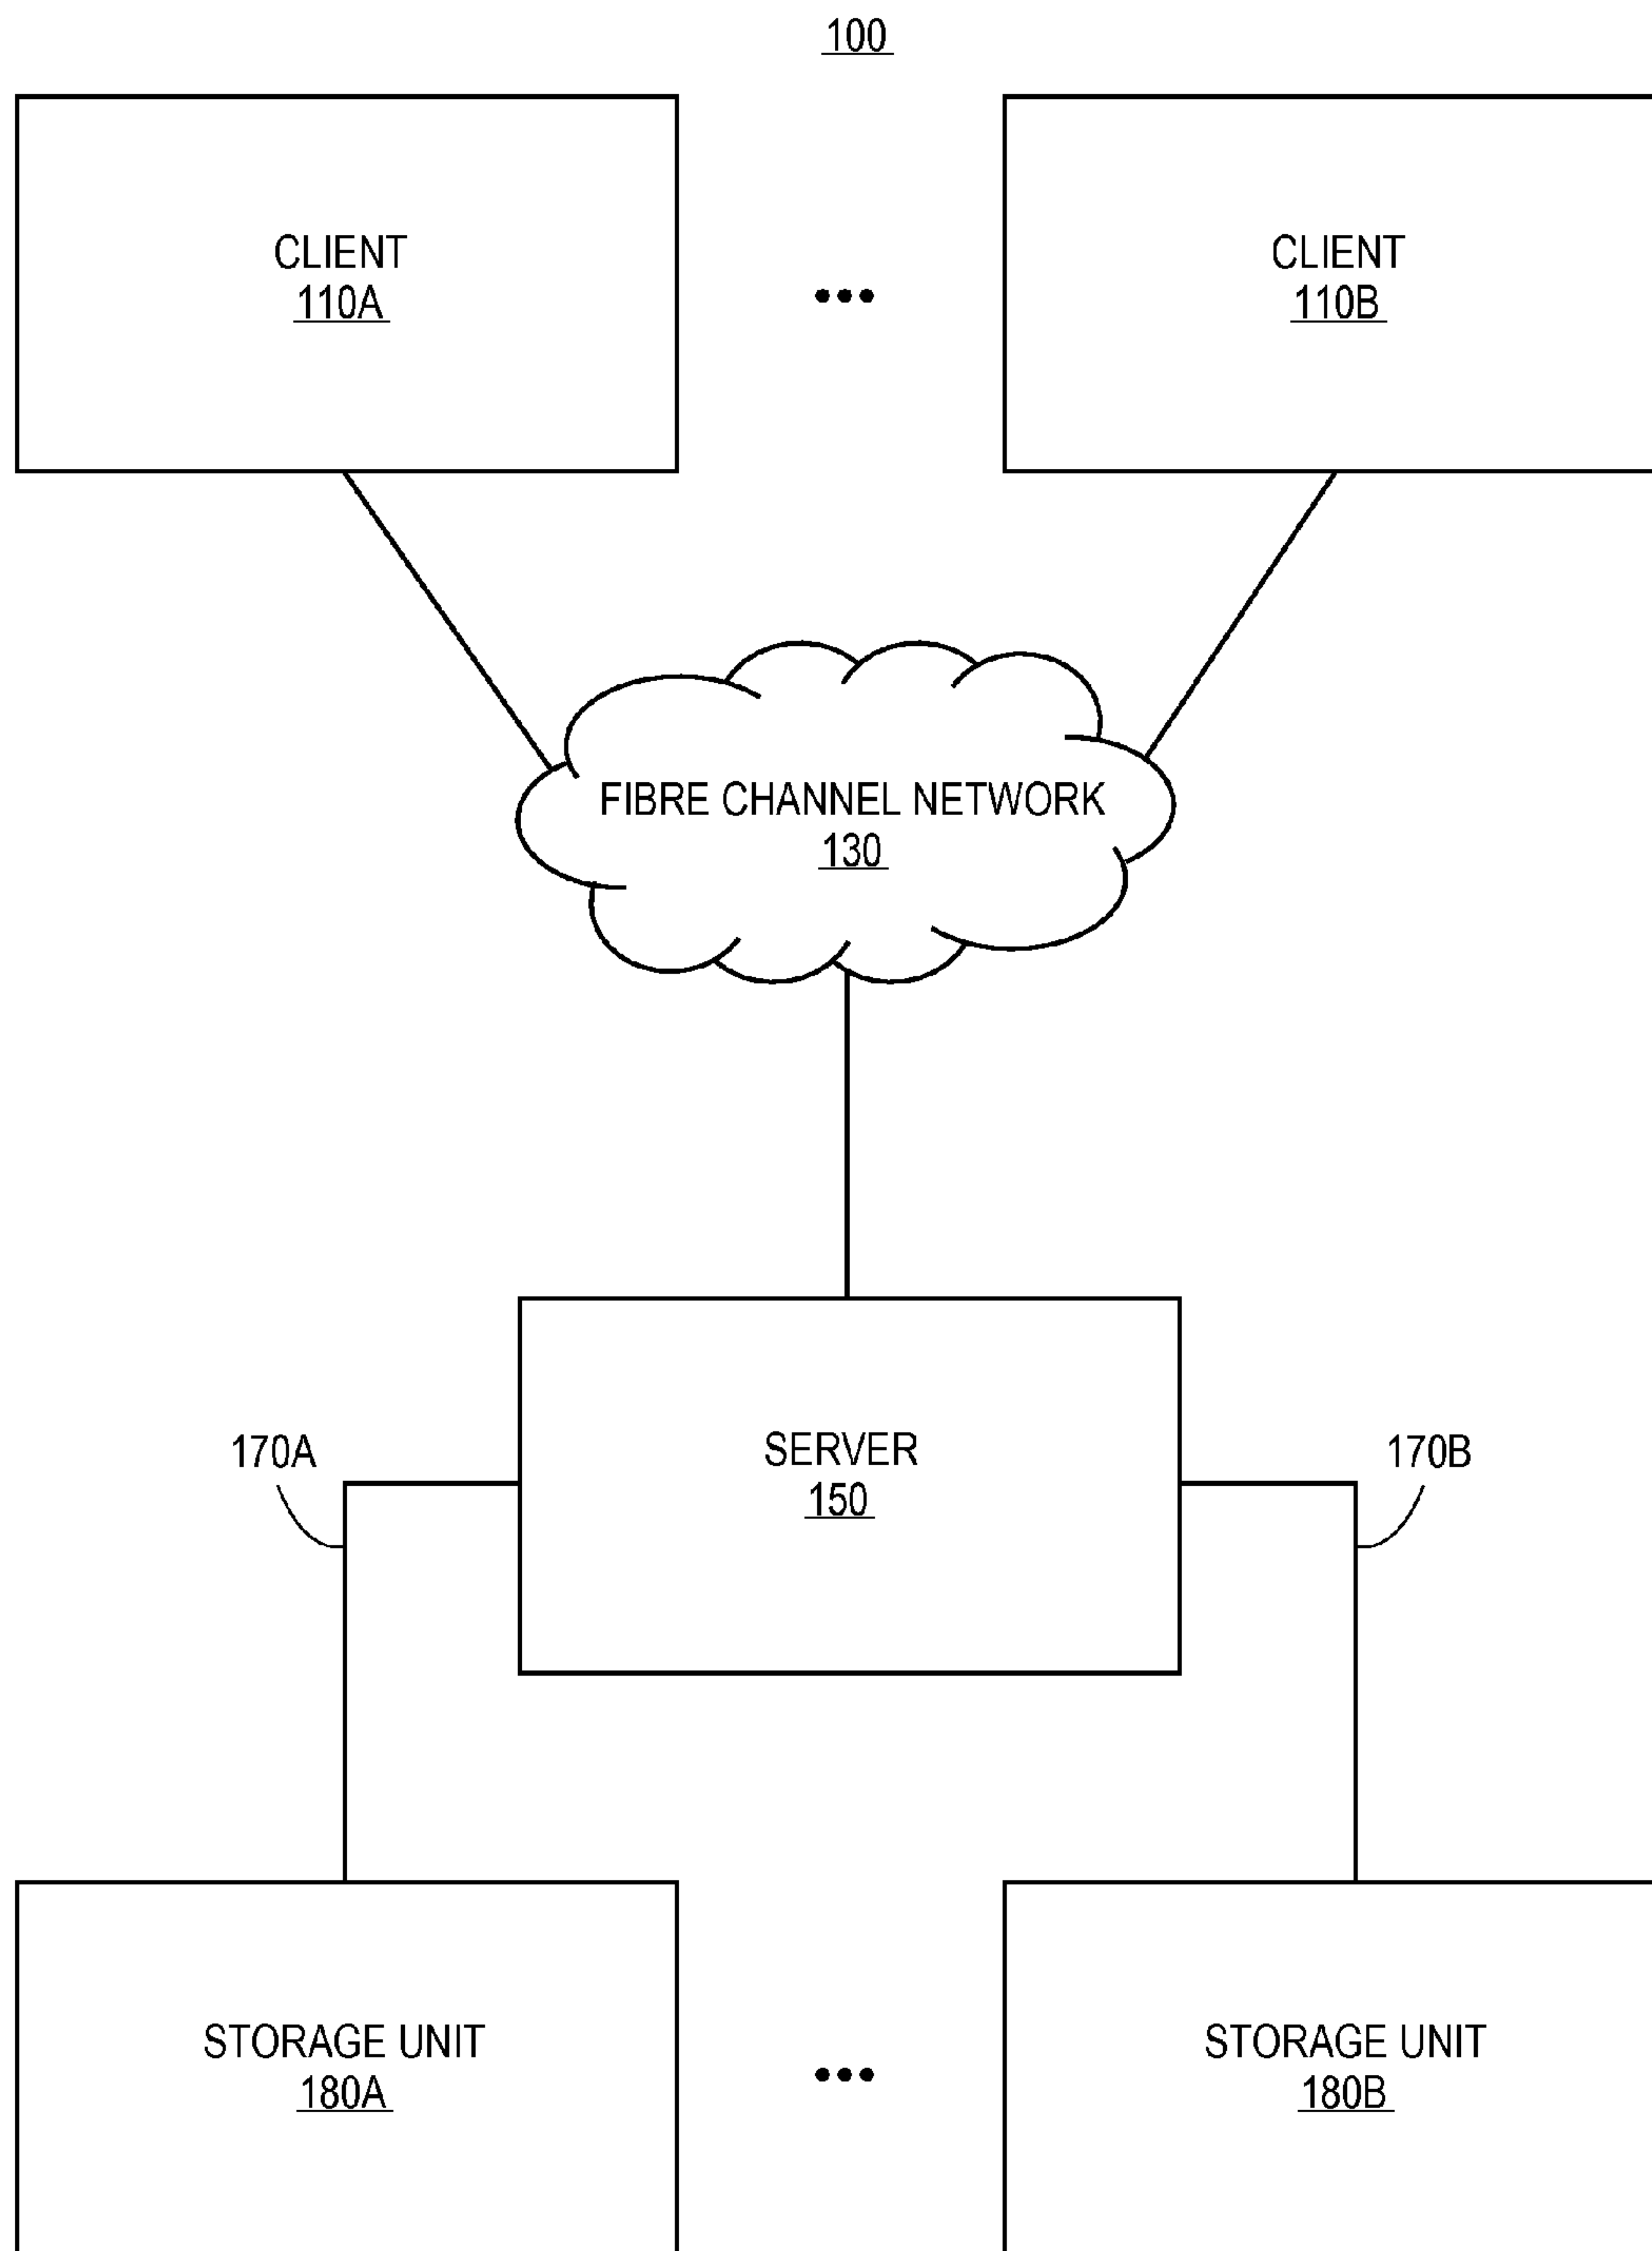 100
CLIENT
110A
CLIENT
110B
FIBRE CHANNEL NETWORK
130
SERVER
150
170A
170B
STORAGE UNIT
180A
STORAGE UNIT
180B